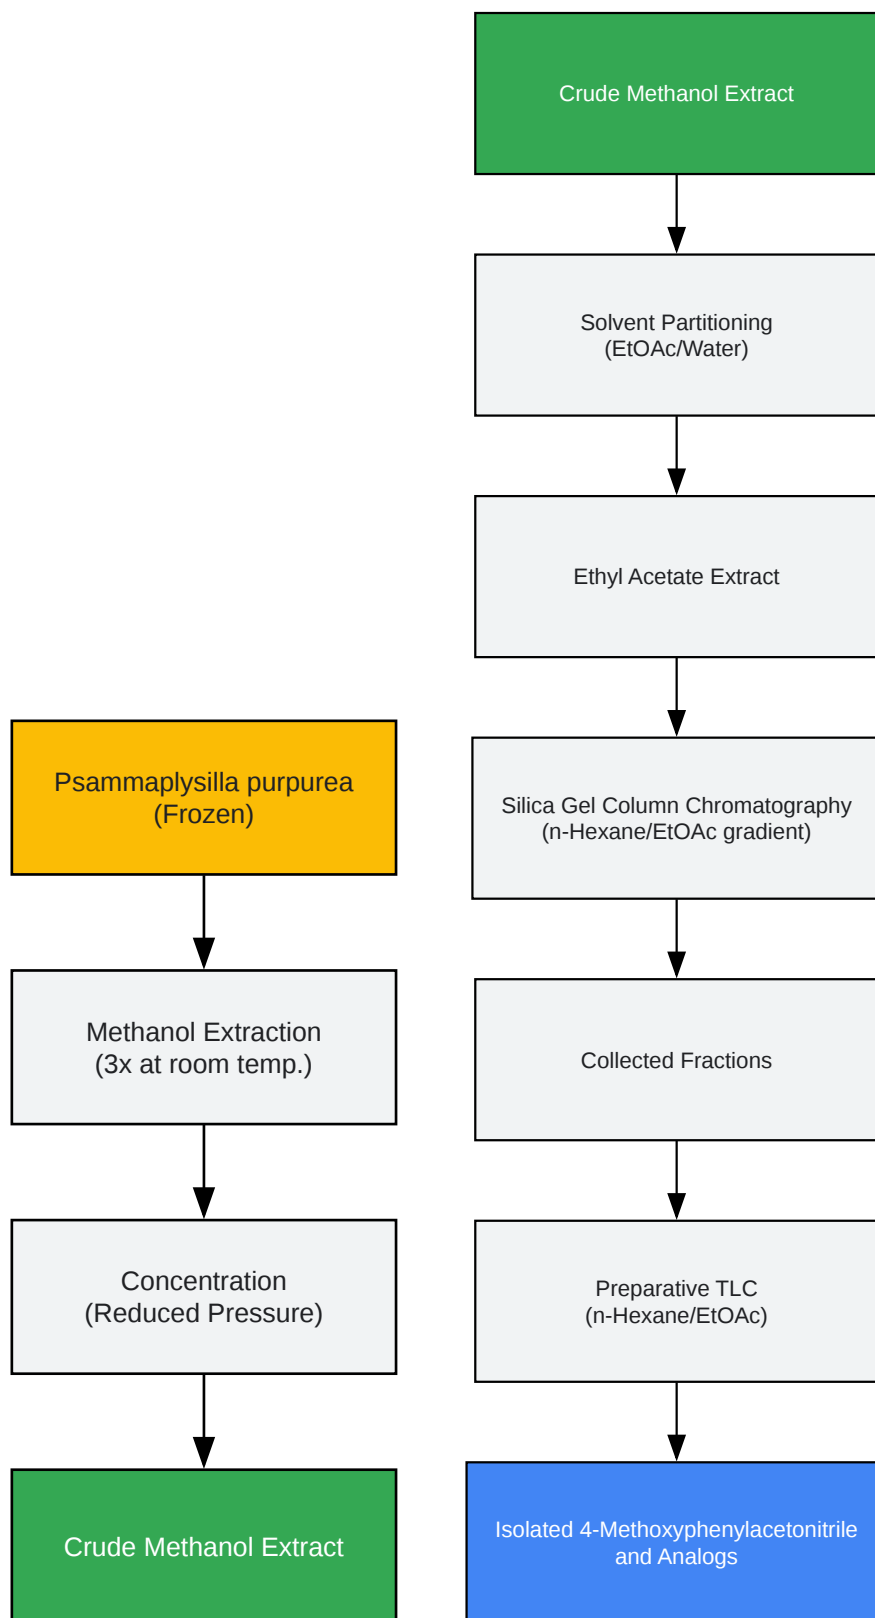 Psammaplysilla purpurea
(Frozen)
Methanol Extraction
(3x at room temp.)
Concentration
(Reduced Pressure)
Crude Methanol Extract
Crude Methanol Extract
Solvent Partitioning
(EtOAc/Water)
Ethyl Acetate Extract
Silica Gel Column Chromatography
(n-Hexane/EtOAc gradient)
Collected Fractions
Preparative TLC
(n-Hexane/EtOAc)
Isolated 4-Methoxyphenylacetonitrile
and Analogs